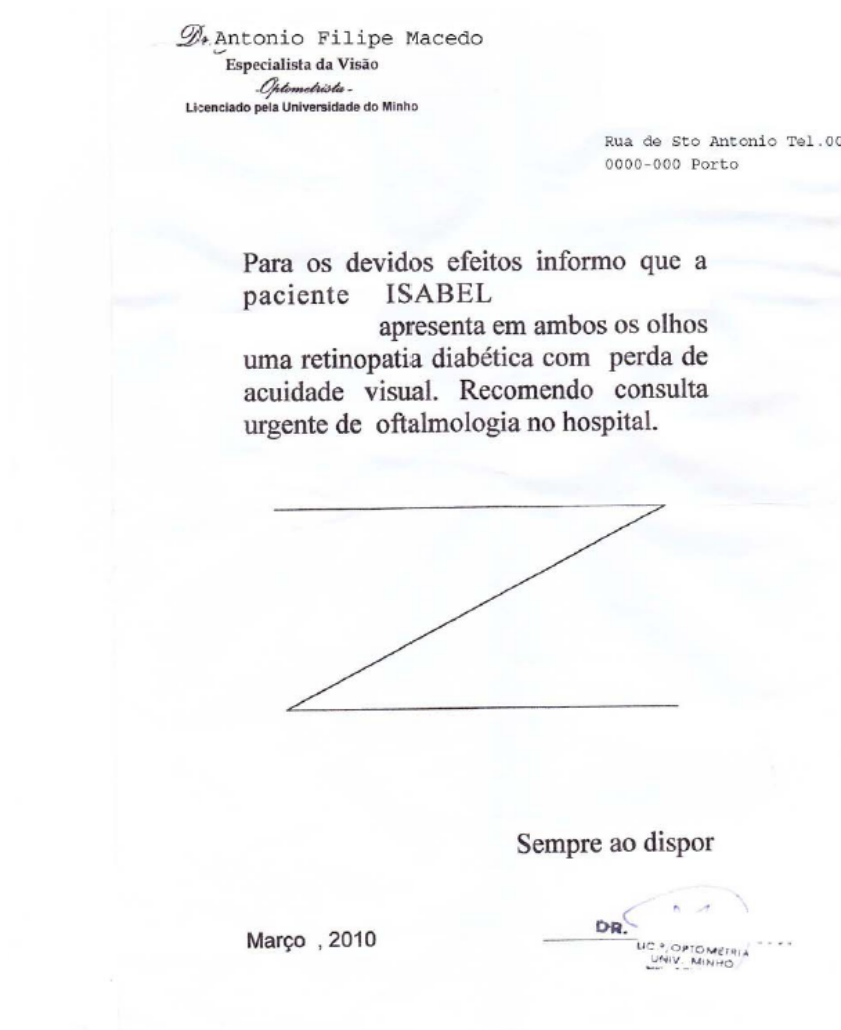 Dr. Antonio Filipe Macedo
Especialista da Visão
-Optometrista-
Licenciado pela Universidade do Minho
Rua de Sto Antonio Tel.00
0000-000 Porto
Para os devidos efeitos informo que a
paciente ISABEL
apresenta em ambos os olhos
uma retinopatia diabética com perda de
acuidade visual. Recomendo consulta
urgente de oftalmologia no hospital.
Sempre ao dispor
Março , 2010
DR.
LIC.º OPTOMETRIA
UNIV. MINHO